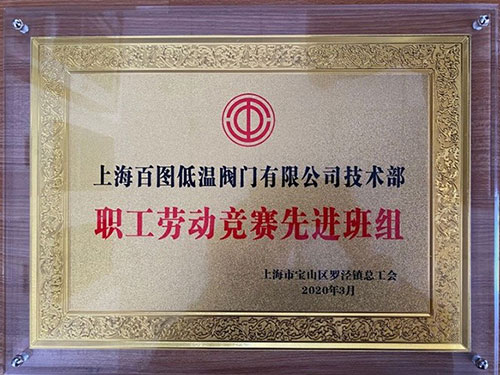 上海百图低温阀门有限公司技术部
职工劳动竞赛先进班组
上海市宝山区罗泾镇总工会
2020年3月